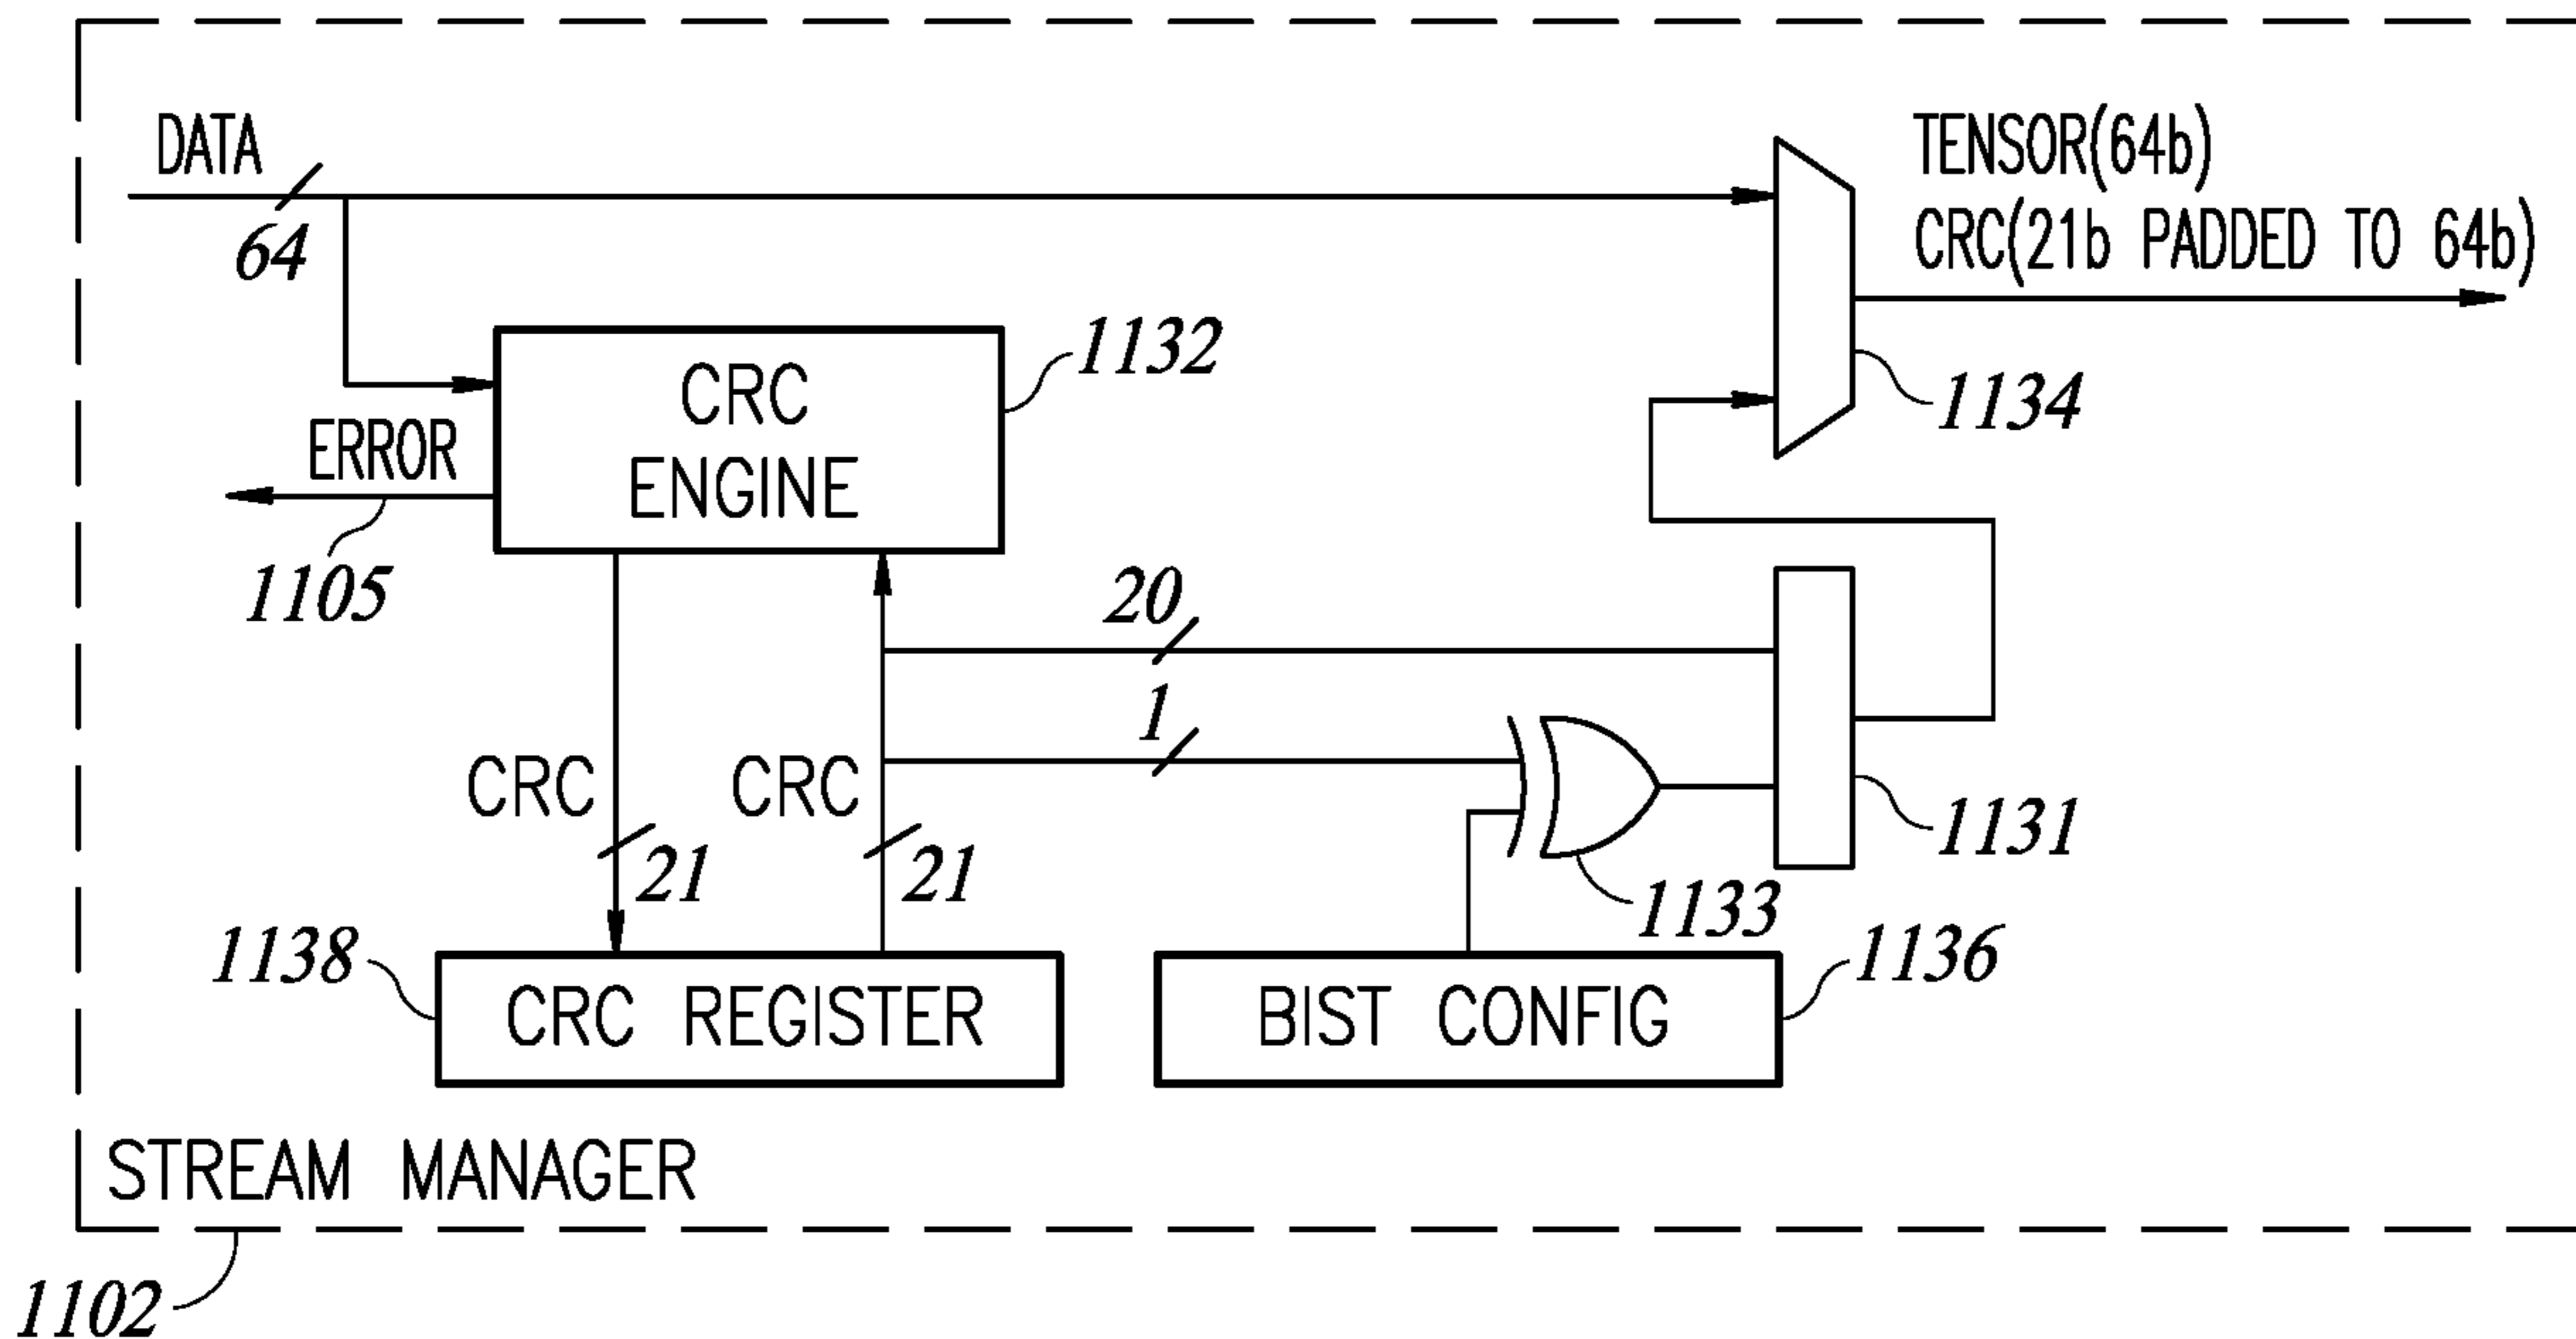 DATA
64
TENSOR(64b)
CRC(21b PADDED TO 64b)
1132
CRC
ENGINE
1134
ERROR
1105
20
1
CRC
21
CRC
21
1131
1133
1138
CRC REGISTER
BIST CONFIG
1136
STREAM MANAGER
1102